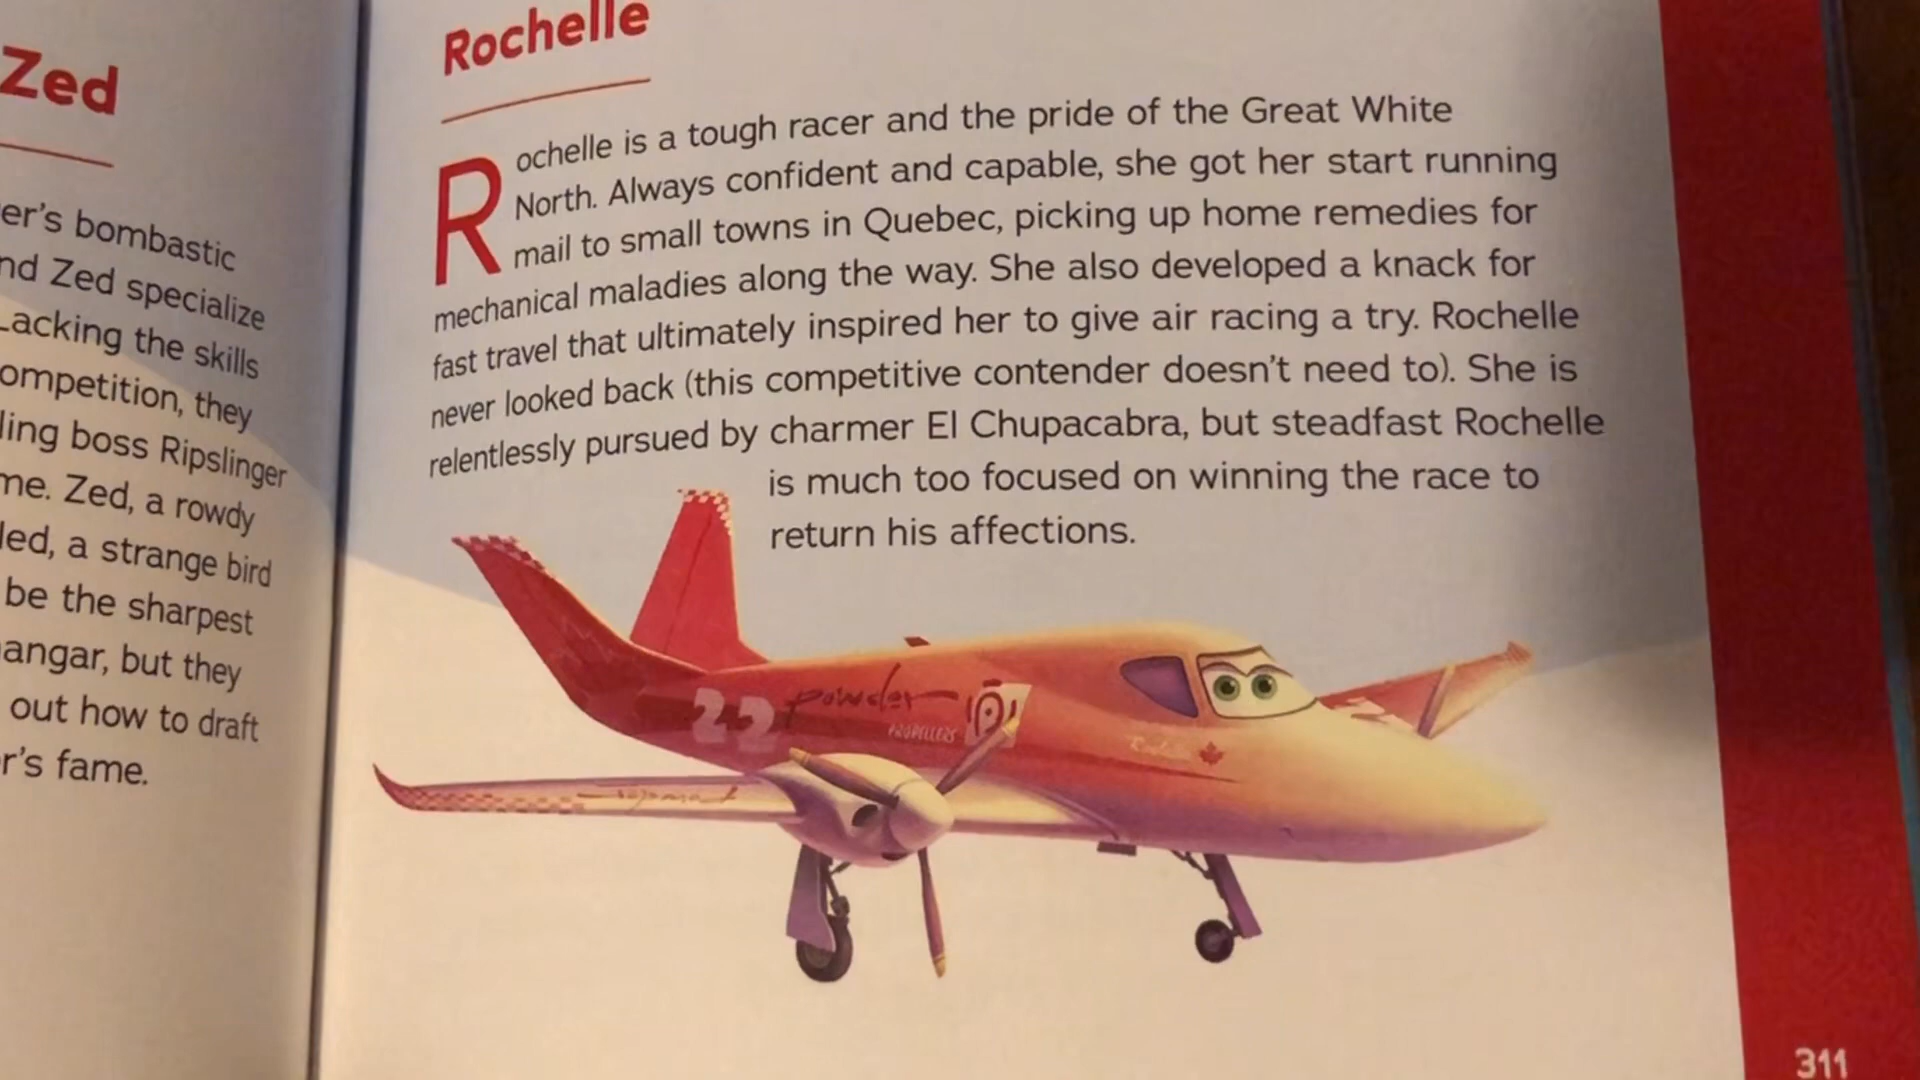 Zed
er's bombastic
nd Zed specialize
Lacking the skills
ompetition, they
ling boss Ripslinger
me. Zed, a rowdy
led, a strange bird
be the sharpest
angar, but they
out how to draft
r's fame.
Rochelle
Rochelle is a tough racer and the pride of the Great White
North. Always confident and capable, she got her start running
mail to small towns in Quebec, picking up home remedies for
mechanical maladies along the way. She also developed a knack for
fast travel that ultimately inspired her to give air racing a try. Rochelle
never looked back (this competitive contender doesn't need to). She is
relentlessly pursued by charmer El Chupacabra, but steadfast Rochelle
is much too focused on winning the race to
return his affections.
22 powder
PROPELLERS
Rochelle
311